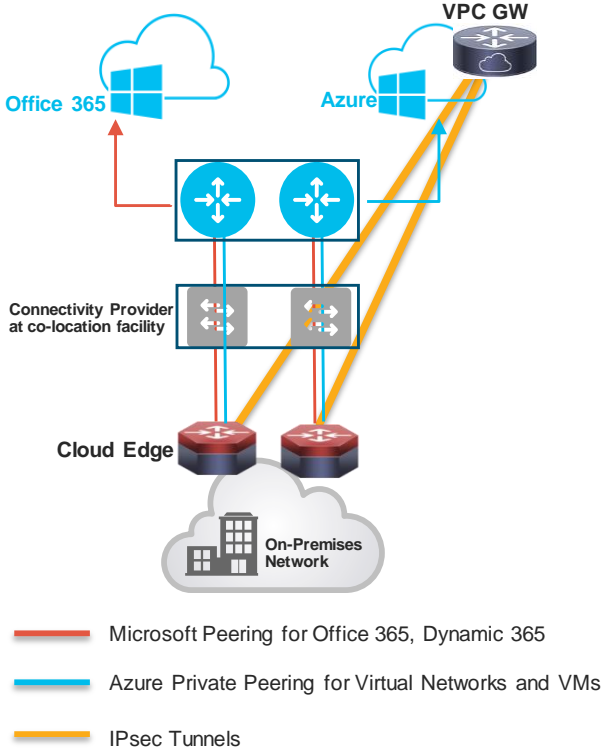 VPC GW
Office 365
Azure
Connectivity Provider
at co-location facility
Cloud Edge
On-Premises
Network
Microsoft Peering for Office 365, Dynamic 365
Azure Private Peering for Virtual Networks and VMs
IPsec Tunnels